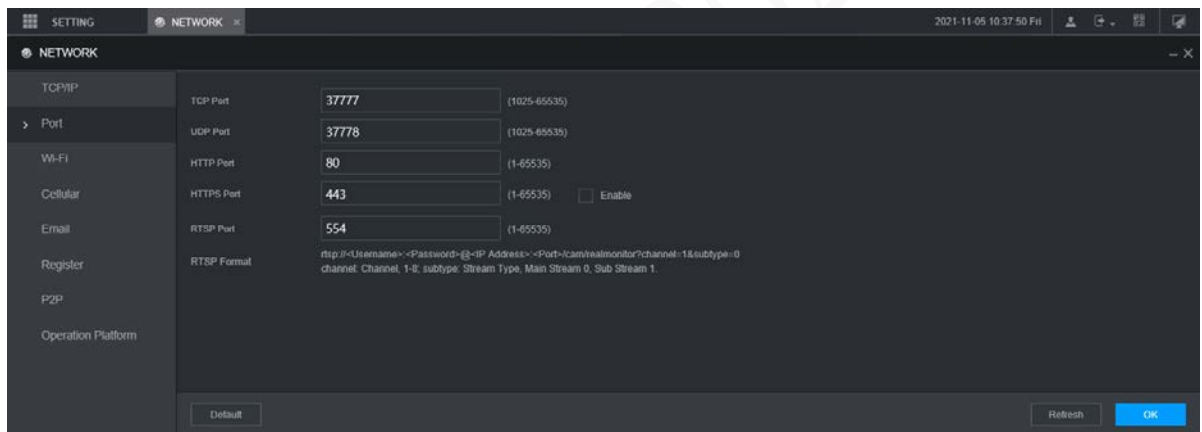 SETTING NETWORK × 2021-11-05 10:37:50 Fri
NETWORK
TCP/IP
Port
Wi-Fi
Cellular
Email
Register
P2P
Operation Platform
TCP Port 37777 (1025-65535)
UDP Port 37778 (1025-65535)
HTTP Port 80 (1-65535)
HTTPS Port 443 (1-65535) Enable
RTSP Port 554 (1-65535)
RTSP Format rtsp://<Username>:<Password>@<IP Address>:<Port>/cam/realmonitor?channel=1&subtype=0
channel: Channel, 1-8; subtype: Stream Type, Main Stream 0, Sub Stream 1.
Default Refresh OK